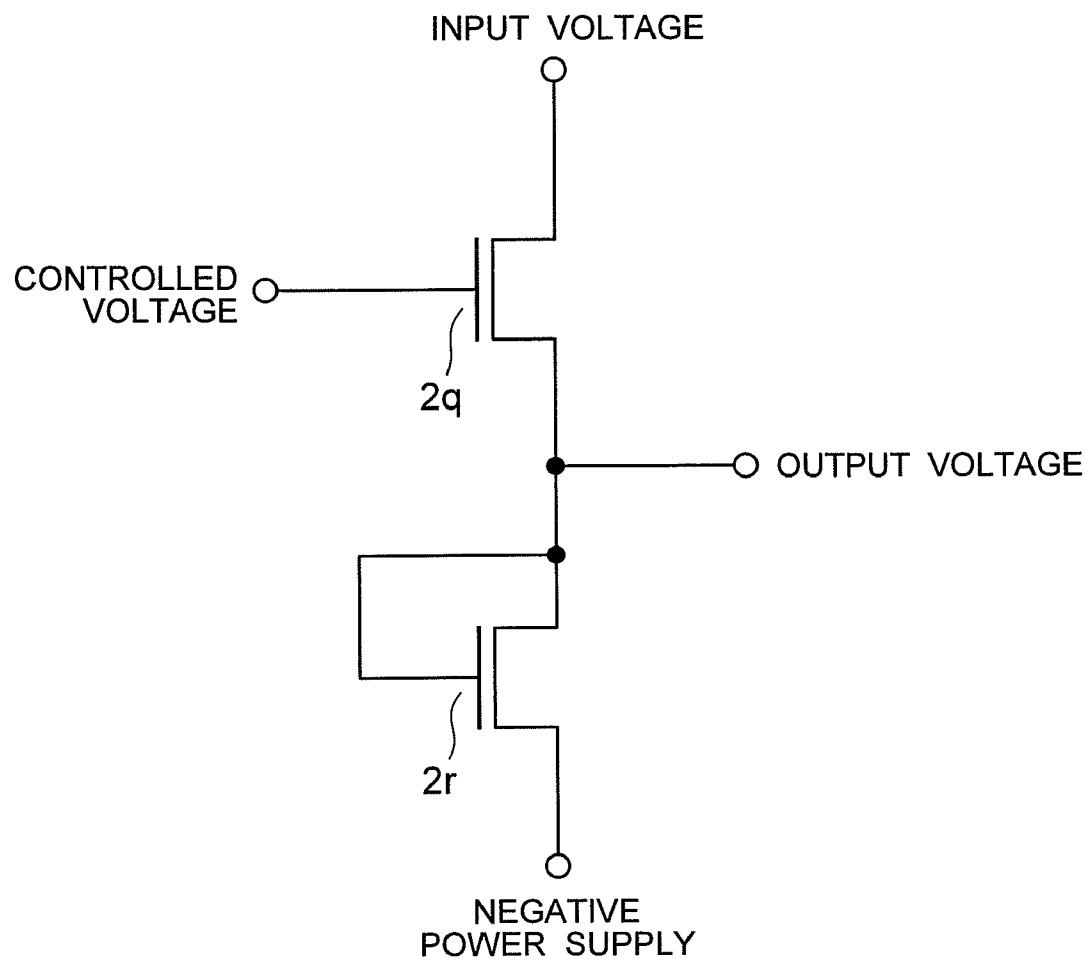 INPUT VOLTAGE
CONTROLLED
VOLTAGE
2q
OUTPUT VOLTAGE
2r
NEGATIVE
POWER SUPPLY